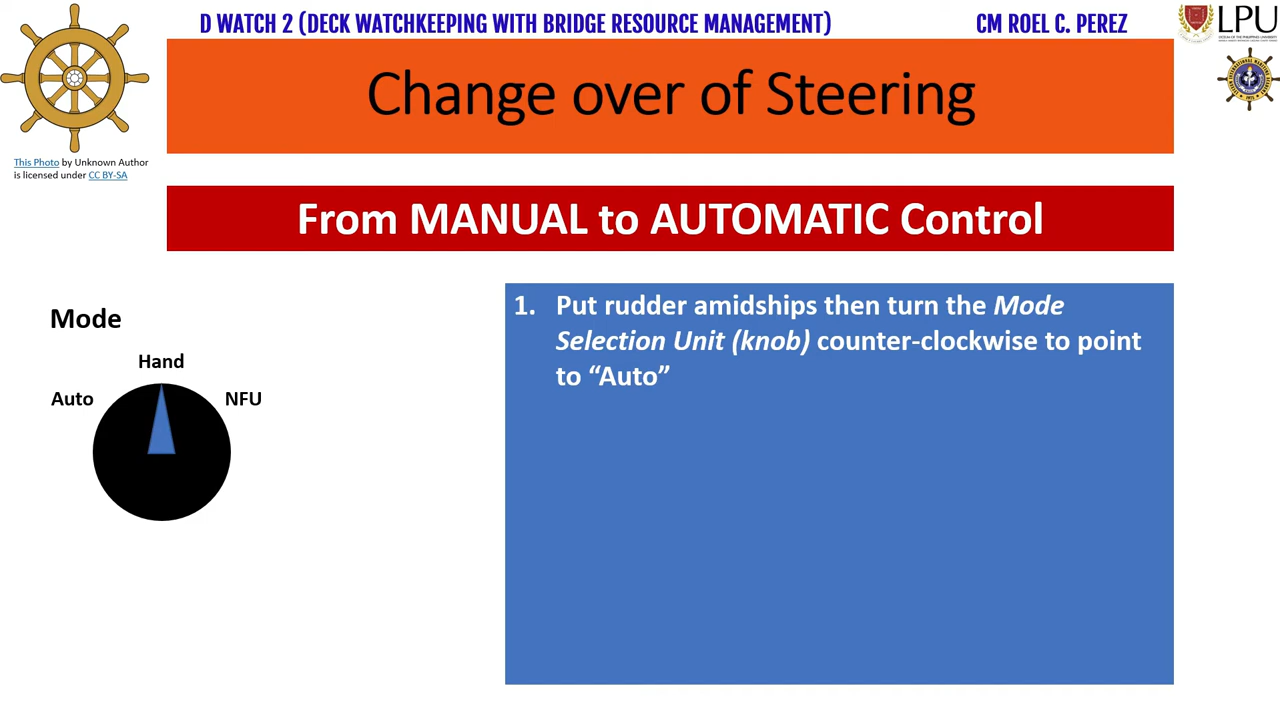 D WATCH 2 (DECK WATCHKEEPING WITH BRIDGE RESOURCE MANAGEMENT)
CM ROEL C. PEREZ
LPU
Change over of Steering
This Photo by Unknown Author
is licensed under CC BY-SA
From MANUAL to AUTOMATIC Control
Mode
Hand
Auto
NFU
1. Put rudder amidships then turn the Mode
Selection Unit (knob) counter-clockwise to point
to “Auto”